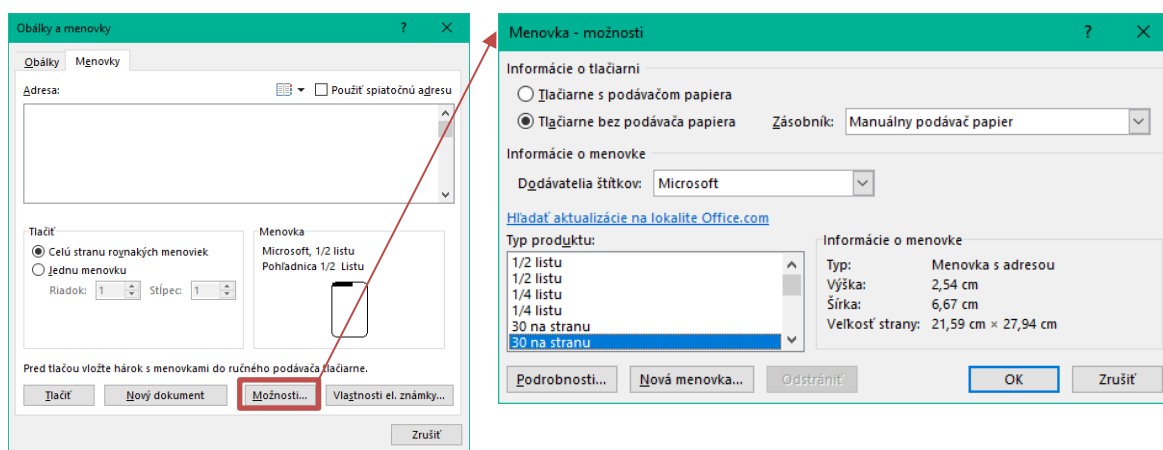 Obálky a menovky
?
Obálky
Menovky
Adresa:
Použiť spiatočnú adresu
Tlačiť
Celú stranu rovnakých menoviek
Jednu menovku
Riadok: 1 Stĺpec: 1
Menovka
Microsoft, 1/2 listu
Pohľadnica 1/2 Listu
Pred tlačou vložte hárok s menovkami do ručného podávača tlačiarne.
Tlačiť
Nový dokument
Možnosti...
Vlastnosti el. známky...
Zrušiť
Menovka - možnosti
?
Informácie o tlačiarni
Tlačiarne s podávačom papiera
Tlačiarne bez podávača papiera
Zásobník: Manuálny podávač papier
Informácie o menovke
Dodávatelia štítkov: Microsoft
Hľadať aktualizácie na lokalite Office.com
Typ produktu:
1/2 listu
1/2 listu
1/4 listu
1/4 listu
30 na stranu
30 na stranu
Informácie o menovke
Typ: Menovka s adresou
Výška: 2,54 cm
Šírka: 6,67 cm
Veľkosť strany: 21,59 cm × 27,94 cm
Podrobnosti...
Nová menovka...
Odstrániť
OK
Zrušiť